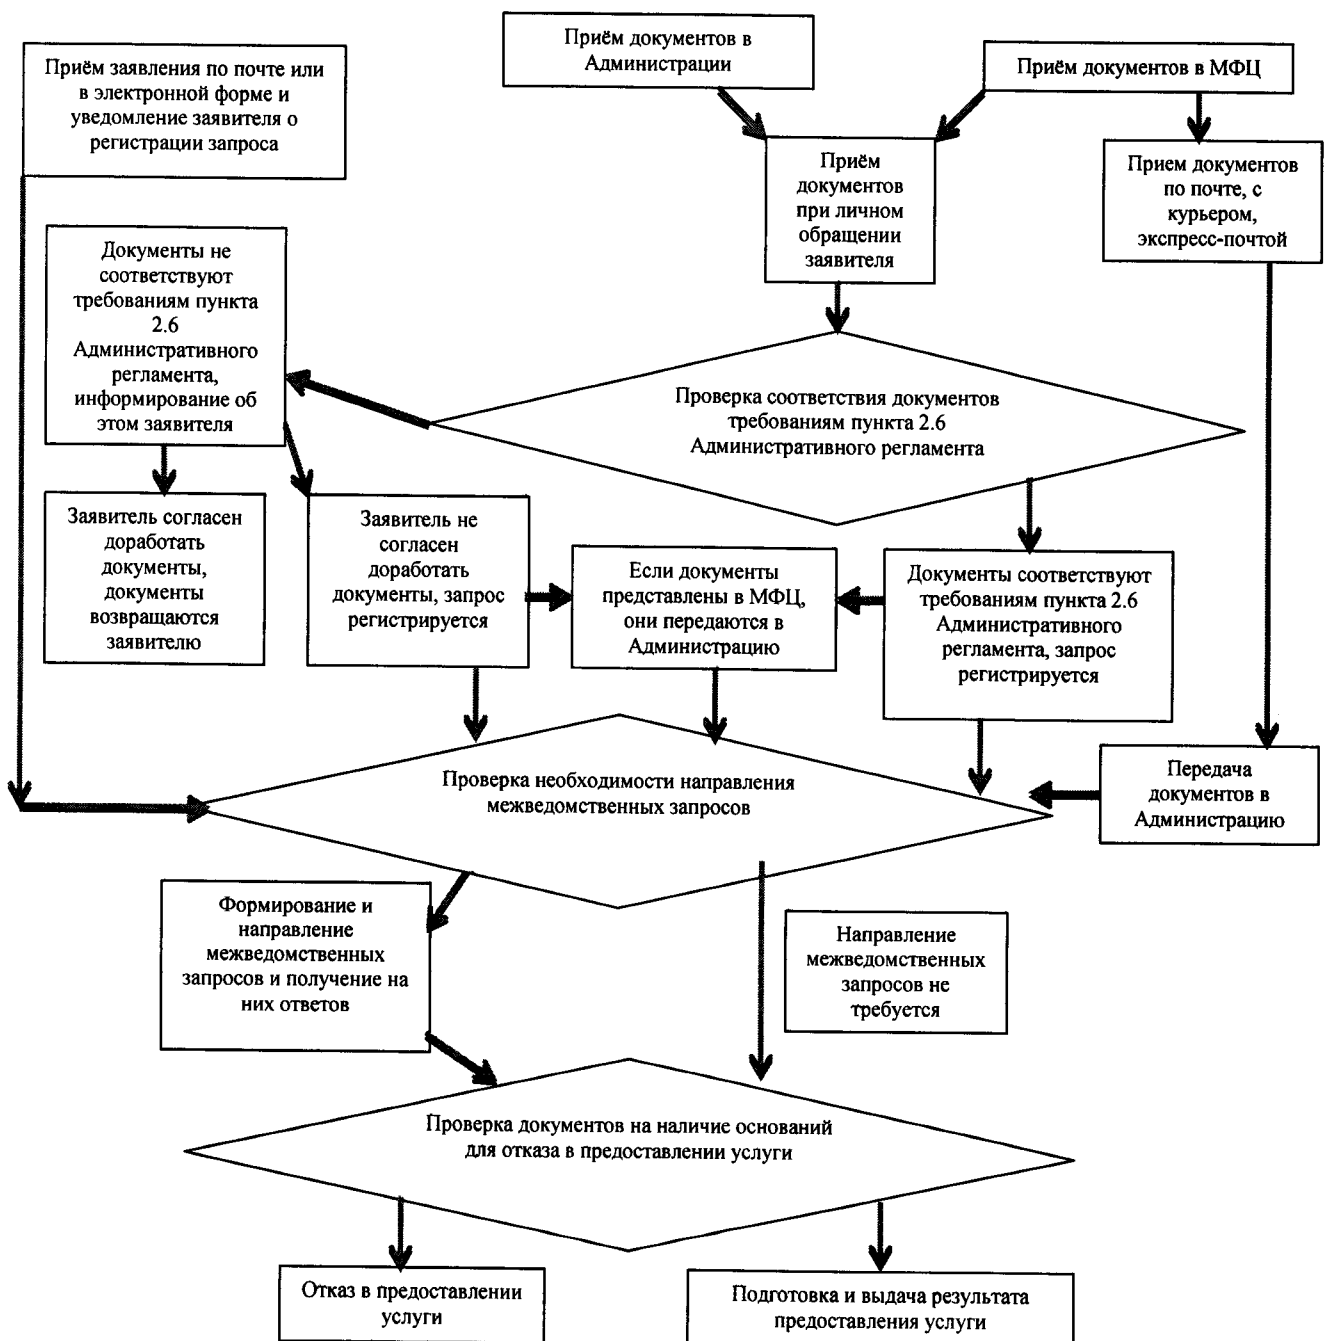 Приём документов в
Администрации
Приём заявления по почте или
в электронной форме и
уведомление заявителя о
регистрации запроса
Приём документов в МФЦ
Приём
документов
при личном
обращении
заявителя
Прием документов
по почте, с
курьером,
экспресс-почтой
Документы не
соответствуют
требованиям пункта
2.6
Административного
регламента,
информирование об
этом заявителя
Проверка соответствия документов
требованиям пункта 2.6
Административного регламента
Заявитель согласен
доработать
документы,
документы
возвращаются
заявителю
Заявитель не
согласен
доработать
документы, запрос
регистрируется
Если документы
представлены в МФЦ,
они передаются в
Администрацию
Документы соответствуют
требованиям пункта 2.6
Административного
регламента, запрос
регистрируется
Проверка необходимости направления
межведомственных запросов
Передача
документов в
Администрацию
Формирование и
направление
межведомственных
запросов и получение на
них ответов
Направление
межведомственных
запросов не
требуется
Проверка документов на наличие оснований
для отказа в предоставлении услуги
Отказ в предоставлении
услуги
Подготовка и выдача результата
предоставления услуги